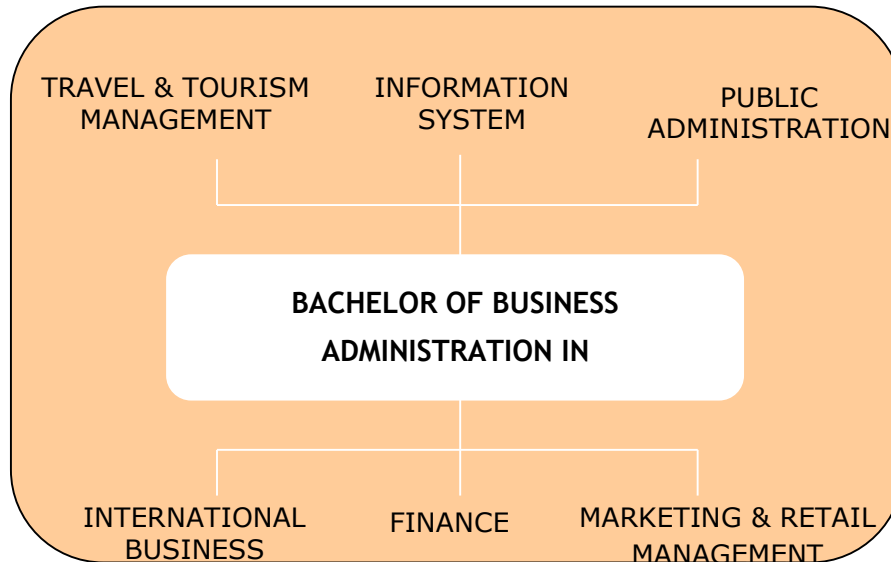 TRAVEL & TOURISM
MANAGEMENT
INFORMATION
SYSTEM
PUBLIC
ADMINISTRATION
BACHELOR OF BUSINESS
ADMINISTRATION IN
INTERNATIONAL
BUSINESS
FINANCE
MARKETING & RETAIL
MANAGEMENT